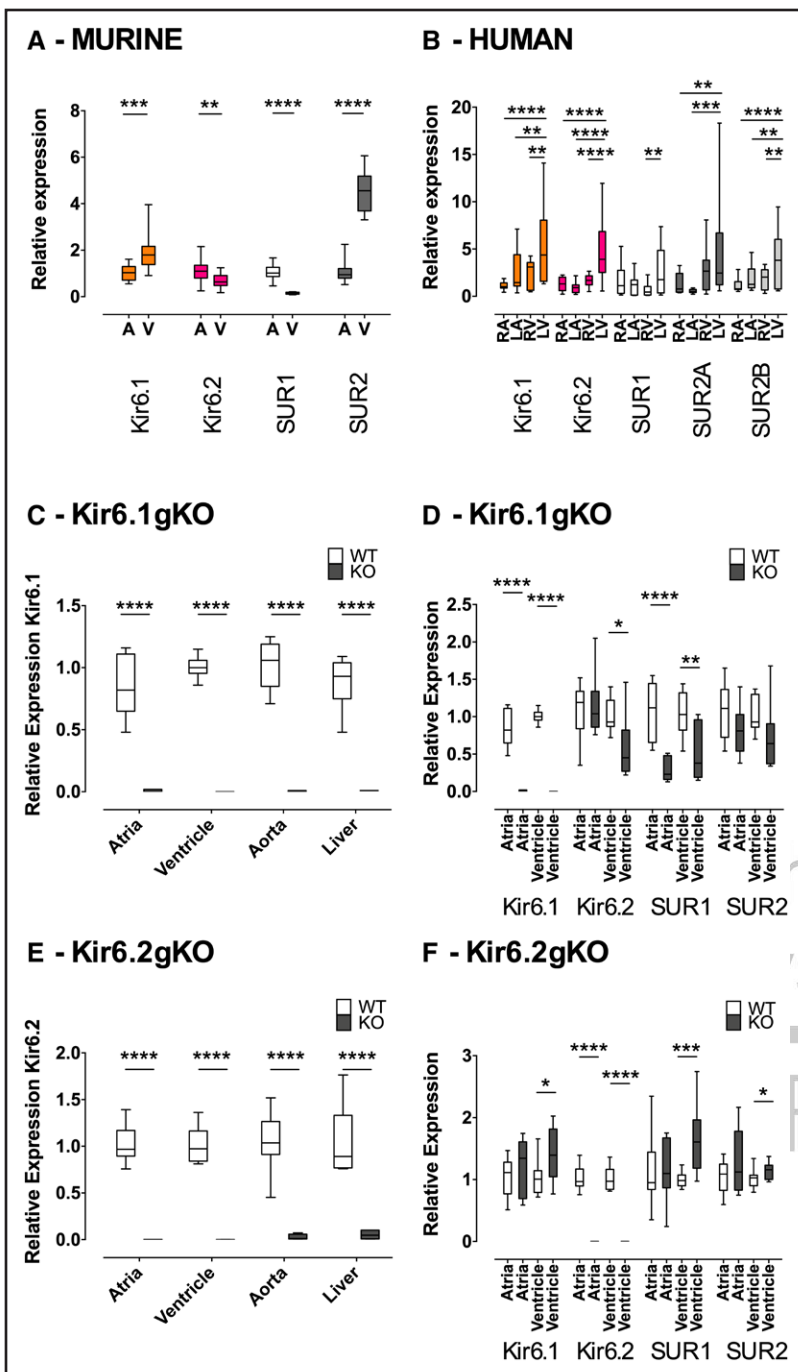 A - MURINE
Relative expression
8
6
4
2
0
*** ** **** ****
A V A V A V A V
Kir6.1 Kir6.2 SUR1 SUR2
B - HUMAN
Relative expression
20
15
10
5
0
**** **** ** ****
** **** *** **
** **** ** **
RA LA RV LV RA LA RV LV RA LA RV LV RA LA RV LV RA LA RV LV
Kir6.1 Kir6.2 SUR1 SUR2A SUR2B
C - Kir6.1gKO
WT
KO
Relative Expression Kir6.1
1.5
1.0
0.5
0.0
**** **** **** ****
Atria Ventricle Aorta Liver
D - Kir6.1gKO
WT
KO
Relative Expression
2.5
2.0
1.5
1.0
0.5
0.0
**** **** * **** **
Atria Atria Ventricle Ventricle Atria Atria Ventricle Ventricle Atria Atria Ventricle Ventricle Atria Atria Ventricle Ventricle
Kir6.1 Kir6.2 SUR1 SUR2
E - Kir6.2gKO
WT
KO
Relative Expression Kir6.2
2.0
1.5
1.0
0.5
0.0
**** **** **** ****
Atria Ventricle Aorta Liver
F - Kir6.2gKO
WT
KO
Relative Expression
3
2
1
0
* **** **** *** *
Atria Atria Ventricle Ventricle Atria Atria Ventricle Ventricle Atria Atria Ventricle Ventricle Atria Atria Ventricle Ventricle
Kir6.1 Kir6.2 SUR1 SUR2